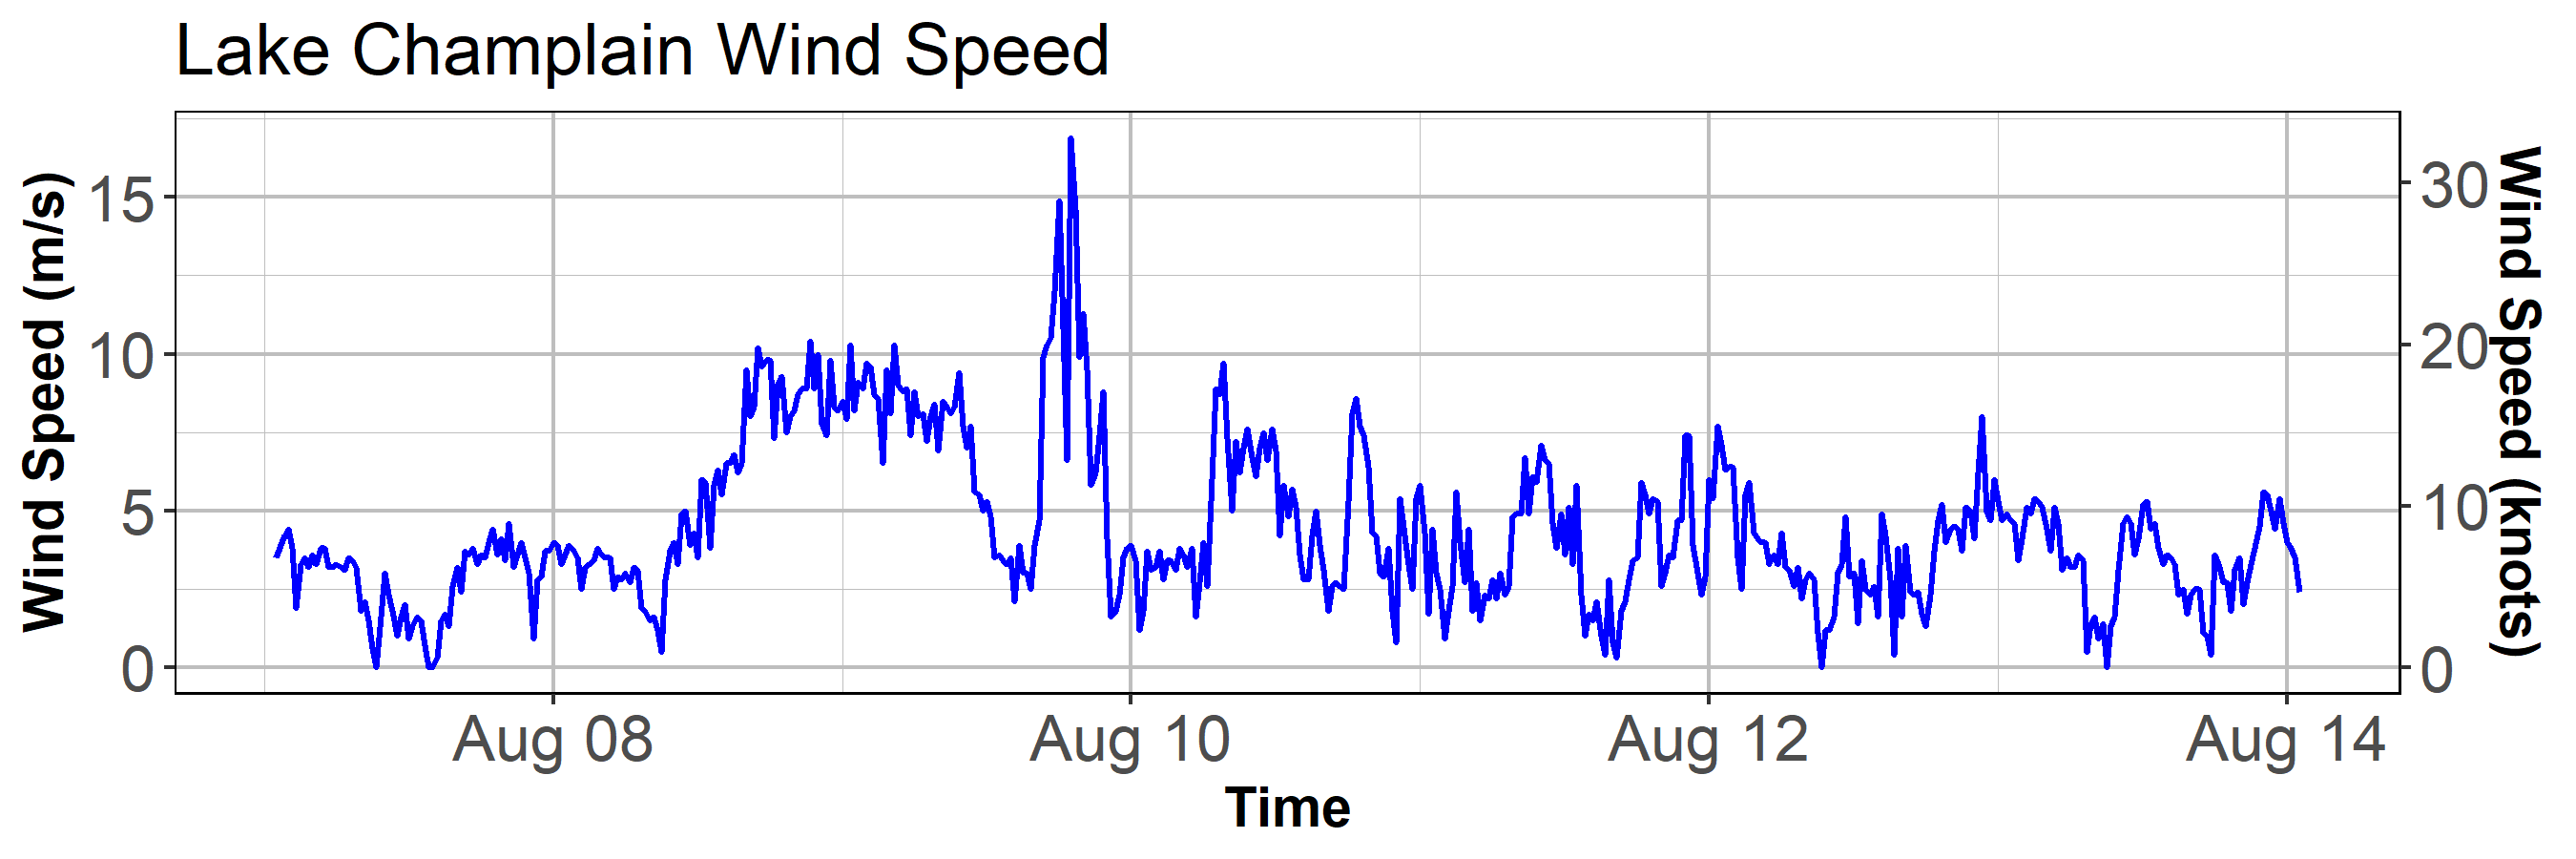 Lake Champlain Wind Speed
Wind Speed (m/s)
15
10
5
0
30
20
10
0
Wind Speed (knots)
Aug 08
Aug 10
Aug 12
Aug 14
Time